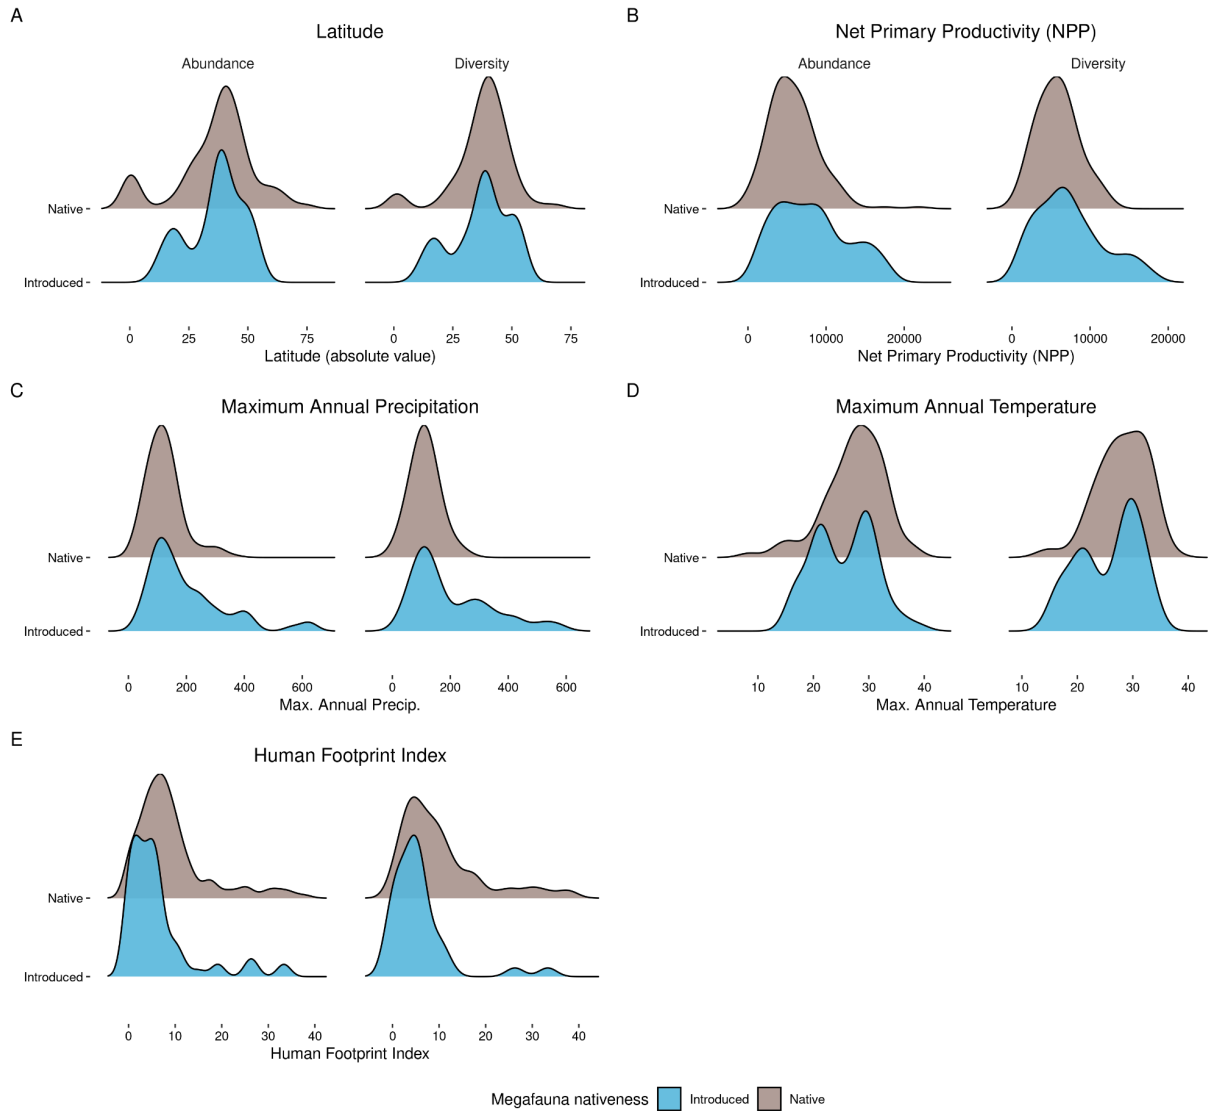 A
Latitude
Abundance
Diversity
Native
Introduced
0 25 50 75
0 25 50 75
Latitude (absolute value)
B
Net Primary Productivity (NPP)
Abundance
Diversity
Native
Introduced
0 10000 20000
0 10000 20000
Net Primary Productivity (NPP)
C
Maximum Annual Precipitation
Native
Introduced
0 200 400 600
0 200 400 600
Max. Annual Precip.
D
Maximum Annual Temperature
Native
Introduced
10 20 30 40
10 20 30 40
Max. Annual Temperature
E
Human Footprint Index
Native
Introduced
0 10 20 30 40
0 10 20 30 40
Human Footprint Index
Megafauna nativeness Introduced Native